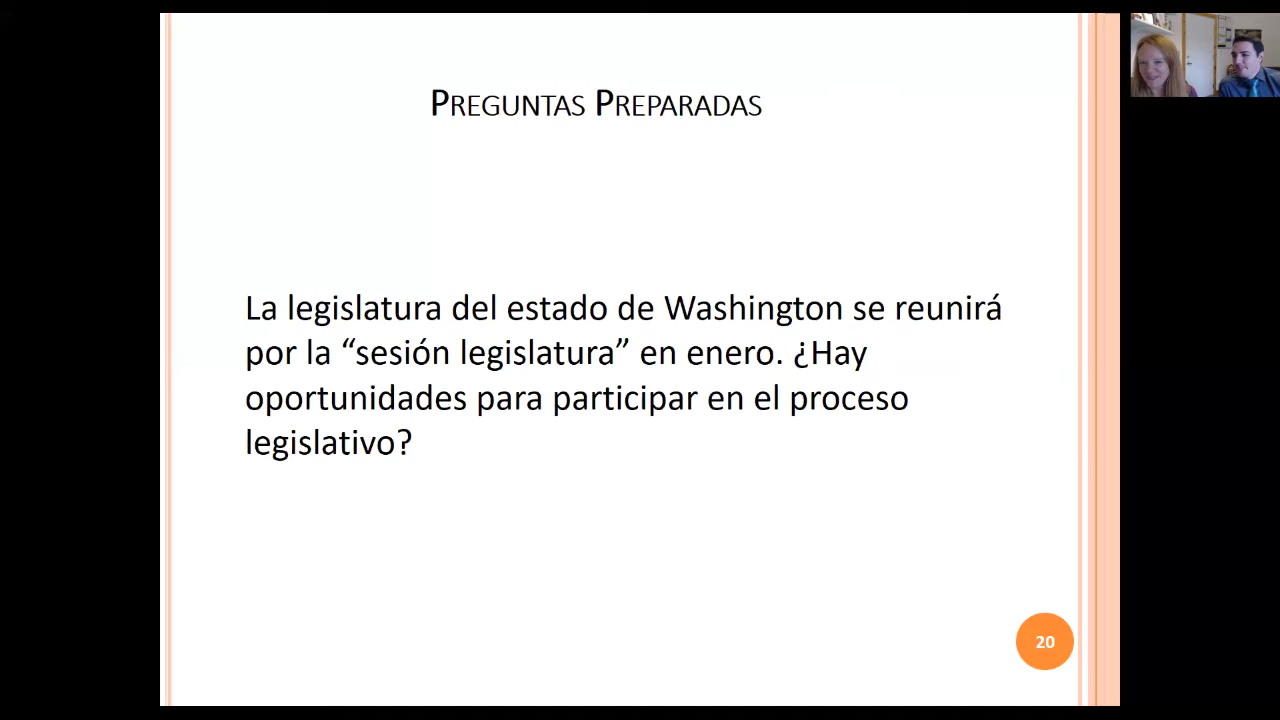 Preguntas Preparadas
La legislatura del estado de Washington se reunirá
por la “sesión legislatura” en enero. ¿Hay
oportunidades para participar en el proceso
legislativo?
20